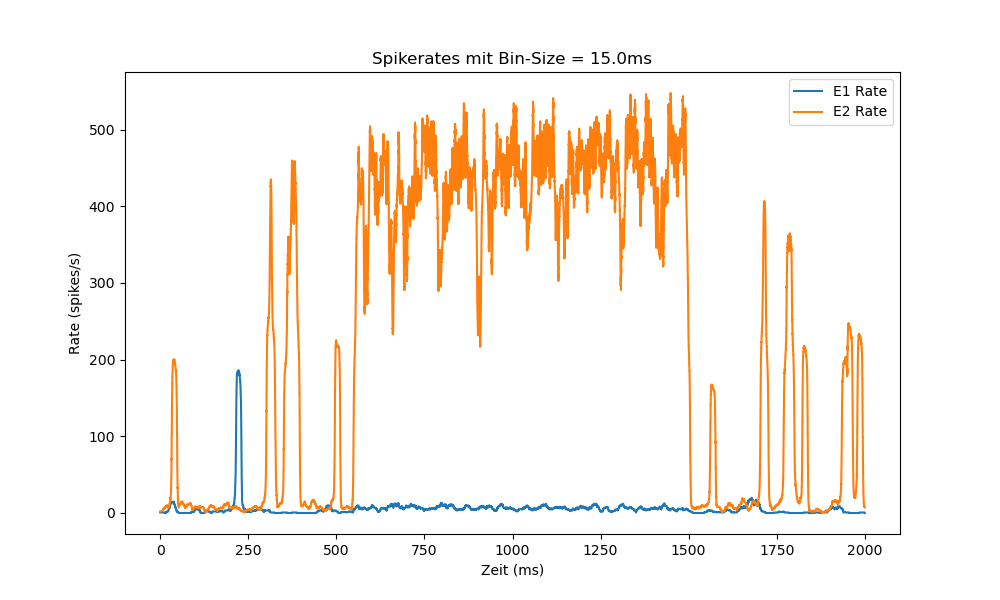 Spikerates mit Bin-Size = 15.0ms
E1 Rate
E2 Rate
500
400
300
200
100
0
Rate (spikes/s)
0 250 500 750 1000 1250 1500 1750 2000
Zeit (ms)